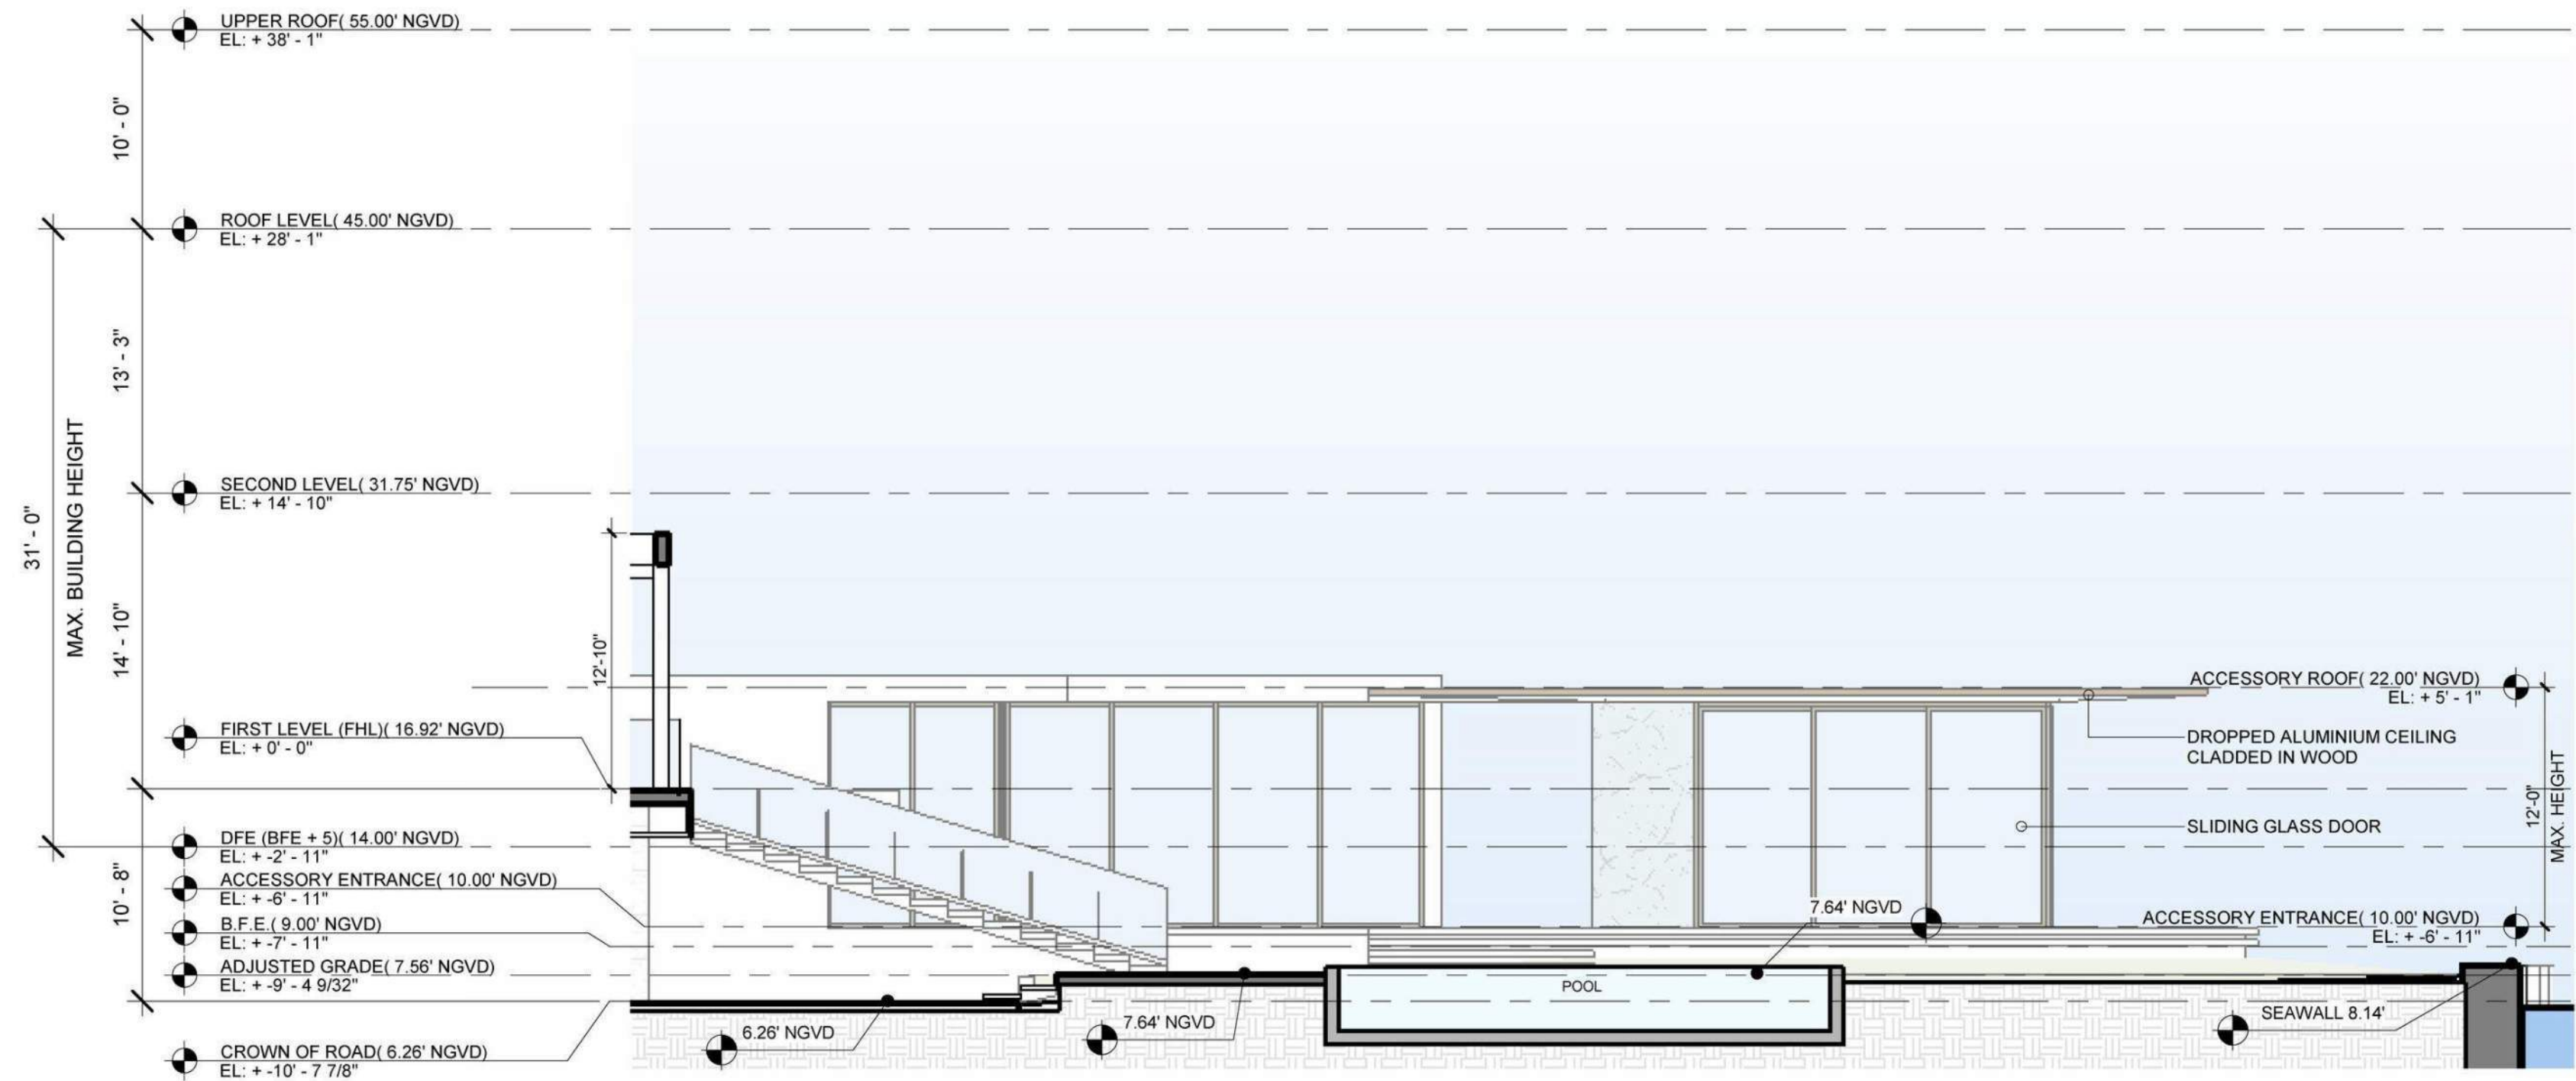 UPPER ROOF( 55.00' NGVD)
EL: + 38' - 1"
10' - 0"
ROOF LEVEL( 45.00' NGVD)
EL: + 28' - 1"
13' - 3"
31' - 0"
MAX. BUILDING HEIGHT
SECOND LEVEL( 31.75' NGVD)
EL: + 14' - 10"
14' - 10"
12'-10"
FIRST LEVEL (FHL)( 16.92' NGVD)
EL: + 0' - 0"
DFE (BFE + 5)( 14.00' NGVD)
EL: + -2' - 11"
10' - 8"
ACCESSORY ENTRANCE( 10.00' NGVD)
EL: + -6' - 11"
B.F.E.( 9.00' NGVD)
EL: + -7' - 11"
ADJUSTED GRADE( 7.56' NGVD)
EL: + -9' - 4 9/32"
CROWN OF ROAD( 6.26' NGVD)
EL: + -10' - 7 7/8"
6.26' NGVD
7.64' NGVD
POOL
7.64' NGVD
ACCESSORY ROOF( 22.00' NGVD)
EL: + 5' - 1"
DROPPED ALUMINIUM CEILING
CLADDED IN WOOD
SLIDING GLASS DOOR
12'-0"
MAX. HEIGHT
ACCESSORY ENTRANCE( 10.00' NGVD)
EL: + -6' - 11"
SEAWALL 8.14'